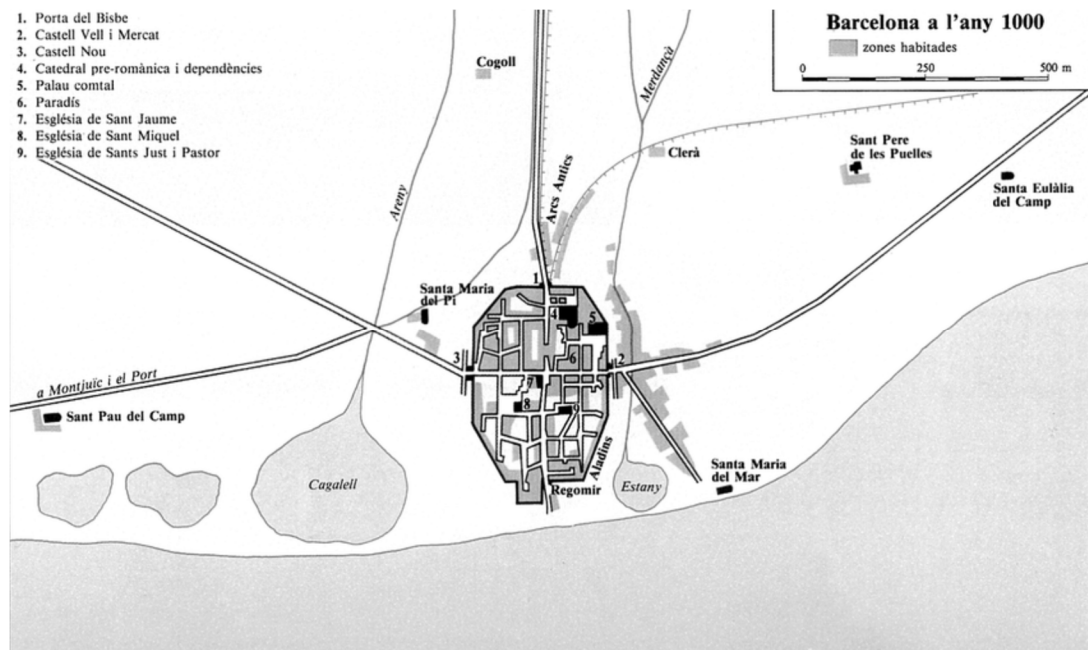 1. Porta del Bisbe
2. Castell Vell i Mercat
3. Castell Nou
4. Catedral pre-romànica i dependències
5. Palau comtal
6. Paradís
7. Església de Sant Jaume
8. Església de Sant Miquel
9. Església de Sants Just i Pastor
Barcelona a l'any 1000
zones habitades
0 250 500 m
Cogoll
Merdançà
Clerà
Sant Pere
de les Puelles
Santa Eulàlia
del Camp
Areny
Arcs Antics
Santa Maria
del Pi
1
4
5
3
6
2
7
8
9
a Montjuïc i el Port
Sant Pau del Camp
Cagalell
Regomir
Aladins
Estany
Santa Maria
del Mar